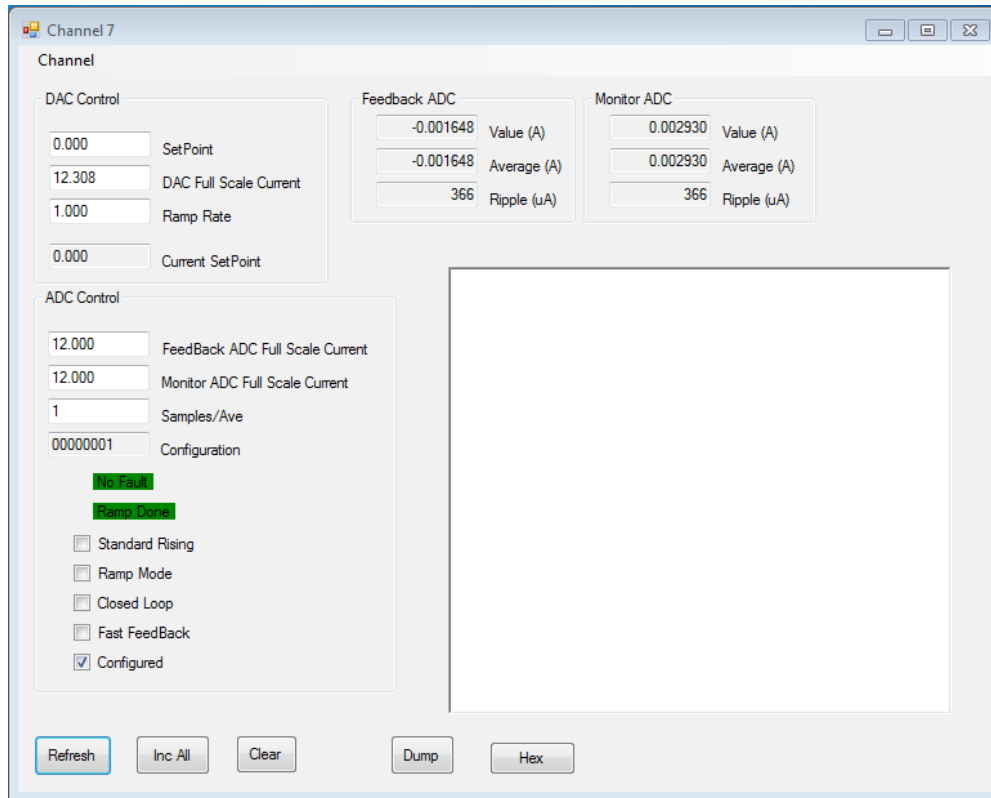 Channel 7
Channel
DAC Control
0.000 SetPoint
12.308 DAC Full Scale Current
1.000 Ramp Rate
0.000 Current SetPoint
Feedback ADC
-0.001648 Value (A)
-0.001648 Average (A)
366 Ripple (uA)
Monitor ADC
0.002930 Value (A)
0.002930 Average (A)
366 Ripple (uA)
ADC Control
12.000 FeedBack ADC Full Scale Current
12.000 Monitor ADC Full Scale Current
1 Samples/Ave
00000001 Configuration
No Fault
Ramp Done
Standard Rising
Ramp Mode
Closed Loop
Fast FeedBack
Configured
Refresh Inc All Clear Dump Hex